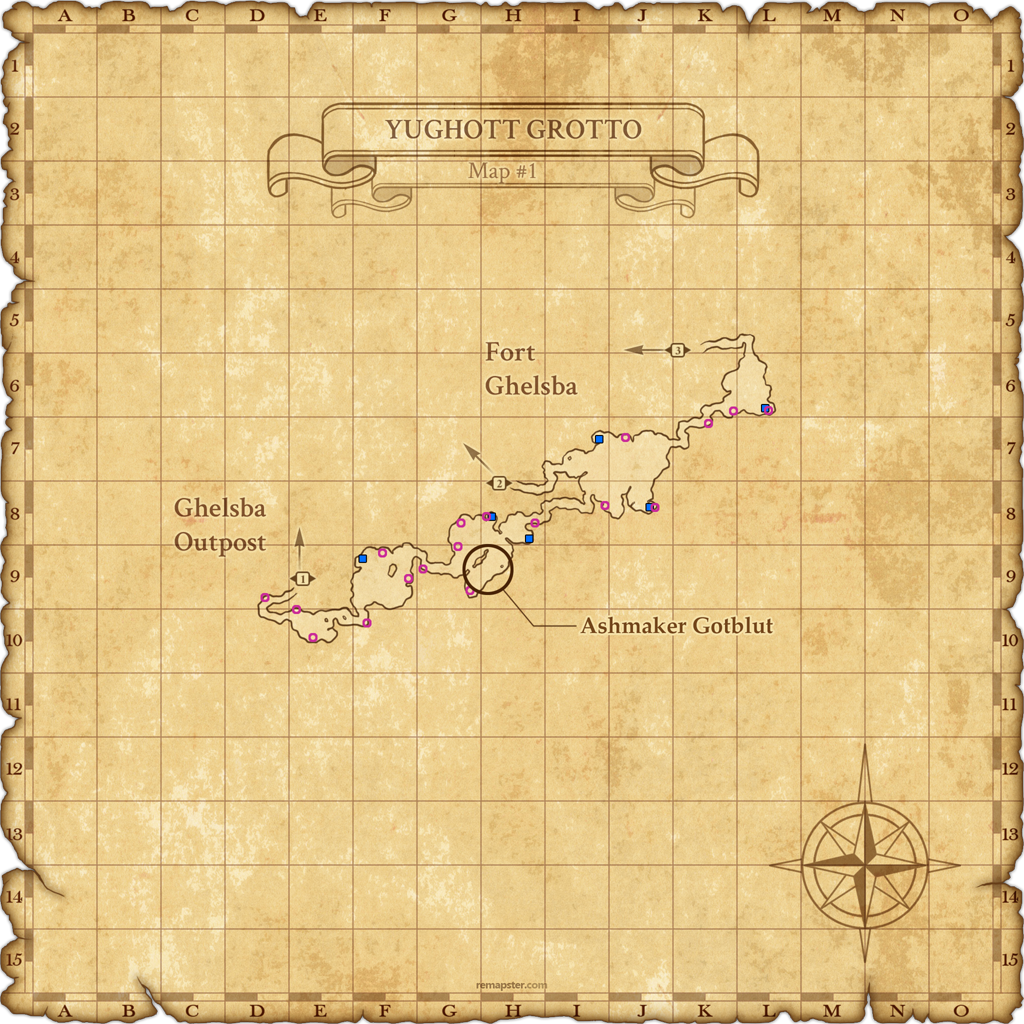 A B C D E F G H I J K L M N O
1 1
2 YUGHOTT GROTTO 2
Map #1
3 3
4 4
5 5
3
Fort
Ghelsba
6 6
7 7
2
Ghelsba
Outpost
8 8
1
9 9
Ashmaker Gotblut
10 10
11 11
12 12
13 13
14 14
15 15
remapster.com
A B C D E F G H I J K L M N O